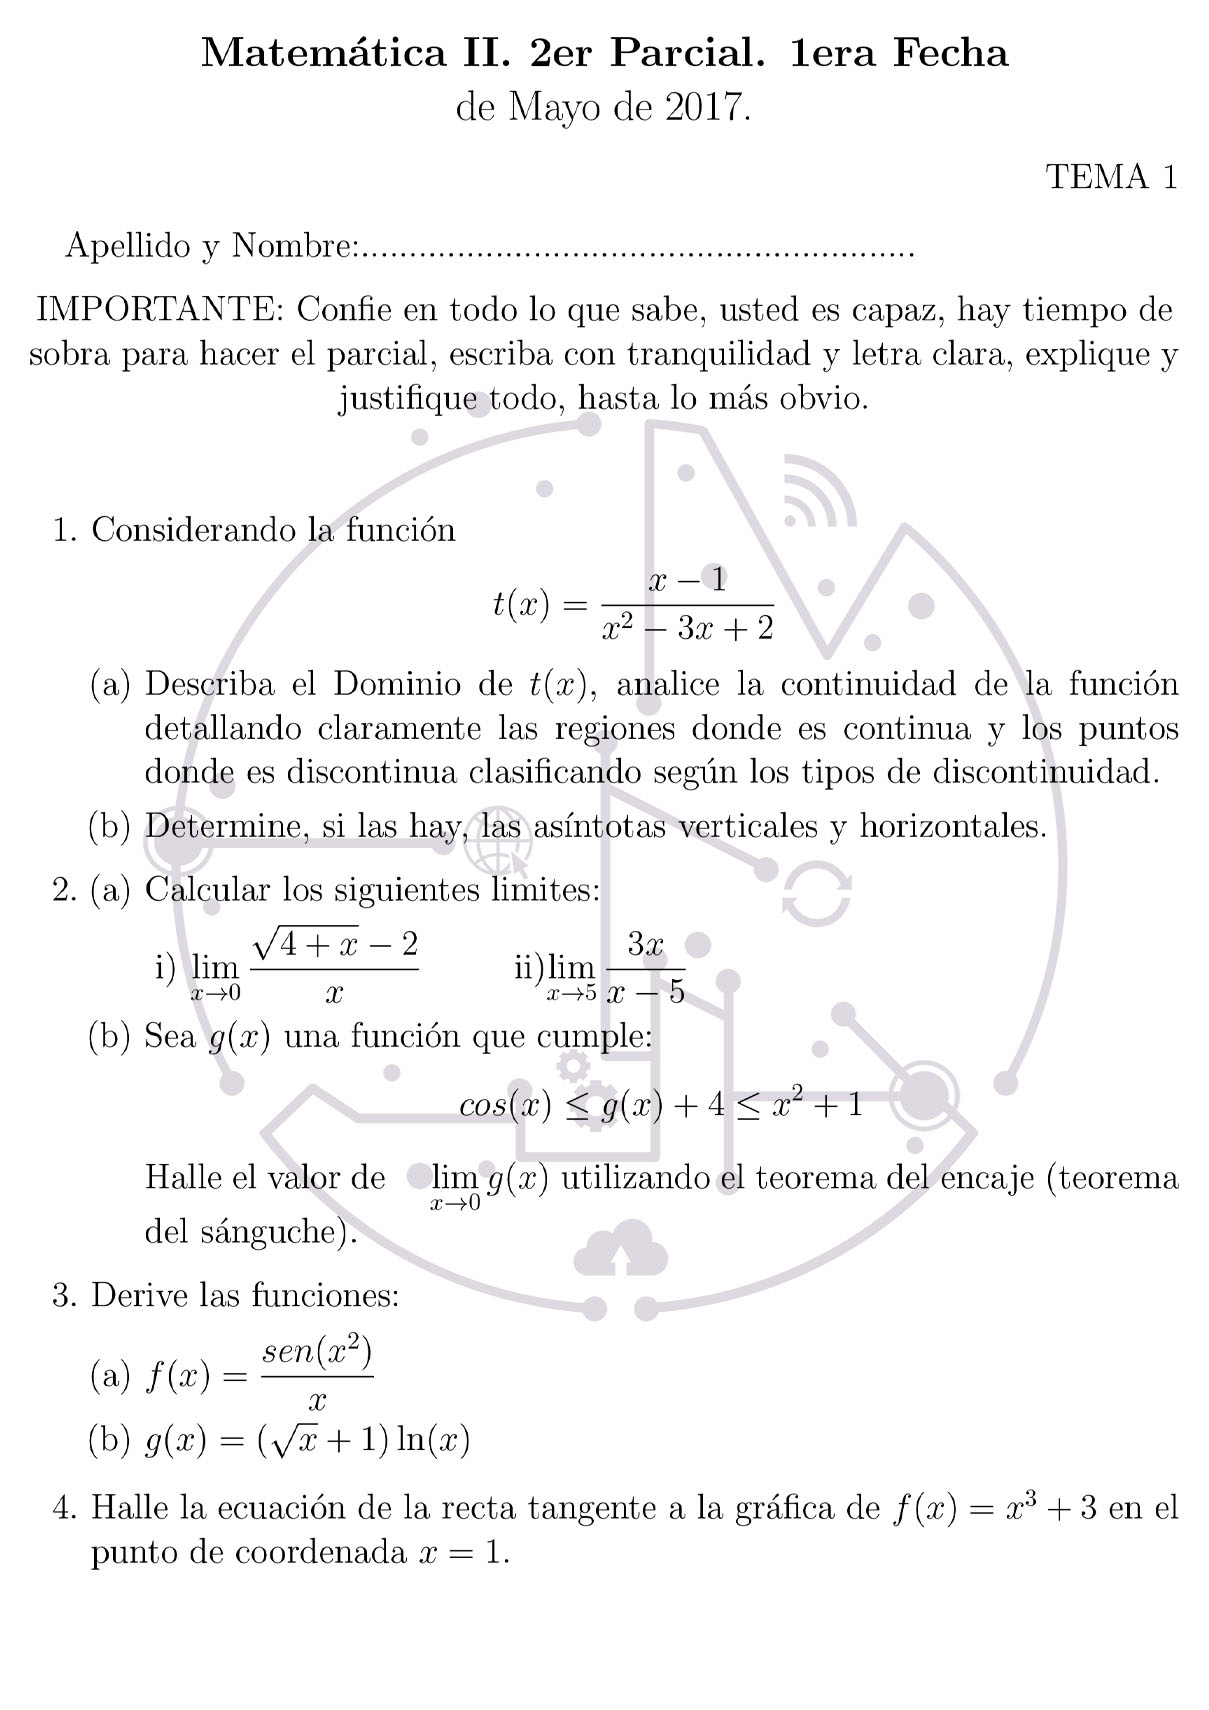 Matemática II. 2er Parcial. 1era Fecha
de Mayo de 2017.
TEMA 1
Apellido y Nombre:..........................................................
IMPORTANTE: Confie en todo lo que sabe, usted es capaz, hay tiempo de
sobra para hacer el parcial, escriba con tranquilidad y letra clara, explique y
justifique todo, hasta lo más obvio.
1. Considerando la función
t(x) = \frac{x − 1}{x^2 − 3x + 2}
(a) Describa el Dominio de t(x), analice la continuidad de la función
detallando claramente las regiones donde es continua y los puntos
donde es discontinua clasificando según los tipos de discontinuidad.
(b) Determine, si las hay, las asíntotas verticales y horizontales.
2. (a) Calcular los siguientes limites:
i) \lim_{x→0} \frac{\sqrt{4 + x} − 2}{x} ii) \lim_{x→5} \frac{3x}{x − 5}
(b) Sea g(x) una función que cumple:
cos(x) ≤ g(x) + 4 ≤ x^2 + 1
Halle el valor de \lim_{x→0} g(x) utilizando el teorema del encaje (teorema
del sánguche).
3. Derive las funciones:
(a) f(x) = \frac{sen(x^2)}{x}
(b) g(x) = (\sqrt{x} + 1) ln(x)
4. Halle la ecuación de la recta tangente a la gráfica de f(x) = x^3 + 3 en el
punto de coordenada x = 1.